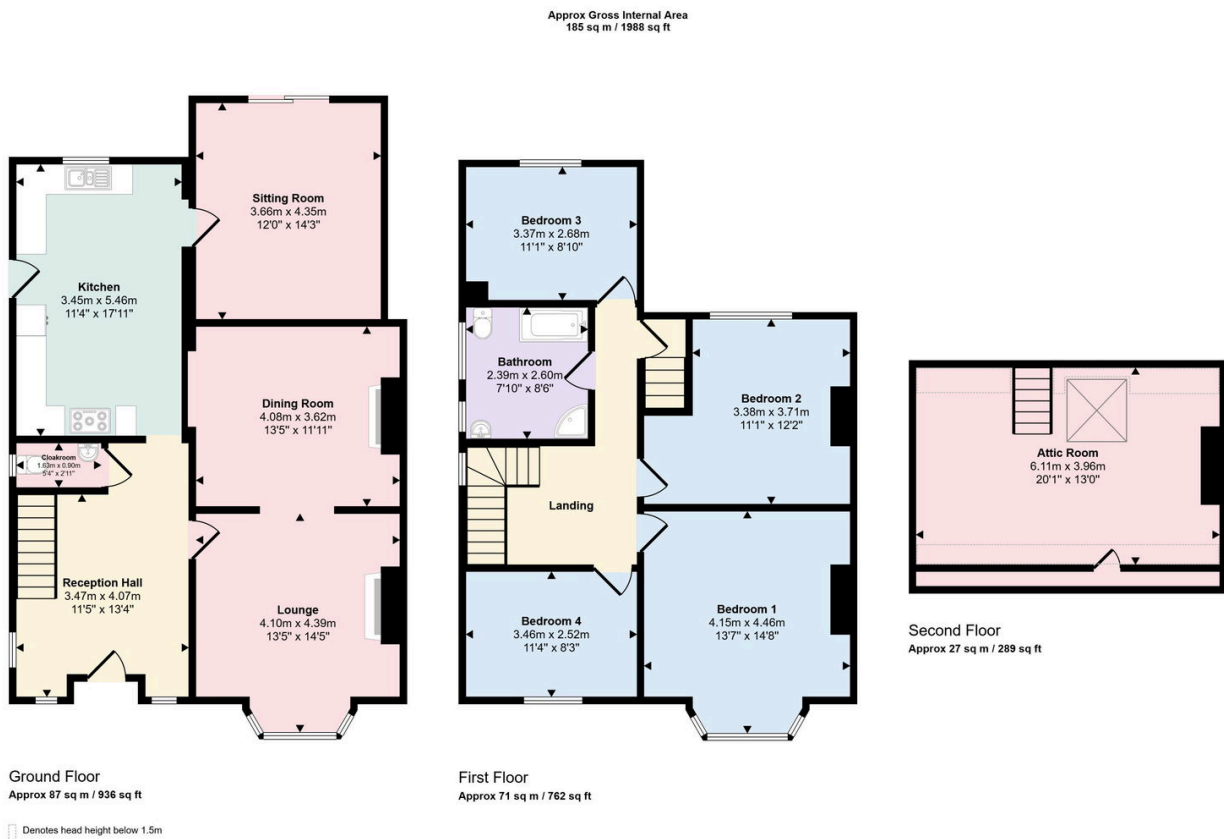 Approx Gross Internal Area
185 sq m / 1988 sq ft
Sitting Room
3.66m x 4.35m
12'0" x 14'3"
Kitchen
3.45m x 5.46m
11'4" x 17'11"
Dining Room
4.08m x 3.62m
13'5" x 11'11"
Cloakroom
1.63m x 0.90m
5'4" x 2'11"
Reception Hall
3.47m x 4.07m
11'5" x 13'4"
Lounge
4.10m x 4.39m
13'5" x 14'5"
Ground Floor
Approx 87 sq m / 936 sq ft
Denotes head height below 1.5m
Bedroom 3
3.37m x 2.68m
11'1" x 8'10"
Bathroom
2.39m x 2.60m
7'10" x 8'6"
Bedroom 2
3.38m x 3.71m
11'1" x 12'2"
Landing
Bedroom 4
3.46m x 2.52m
11'4" x 8'3"
Bedroom 1
4.15m x 4.46m
13'7" x 14'8"
First Floor
Approx 71 sq m / 762 sq ft
Attic Room
6.11m x 3.96m
20'1" x 13'0"
Second Floor
Approx 27 sq m / 289 sq ft